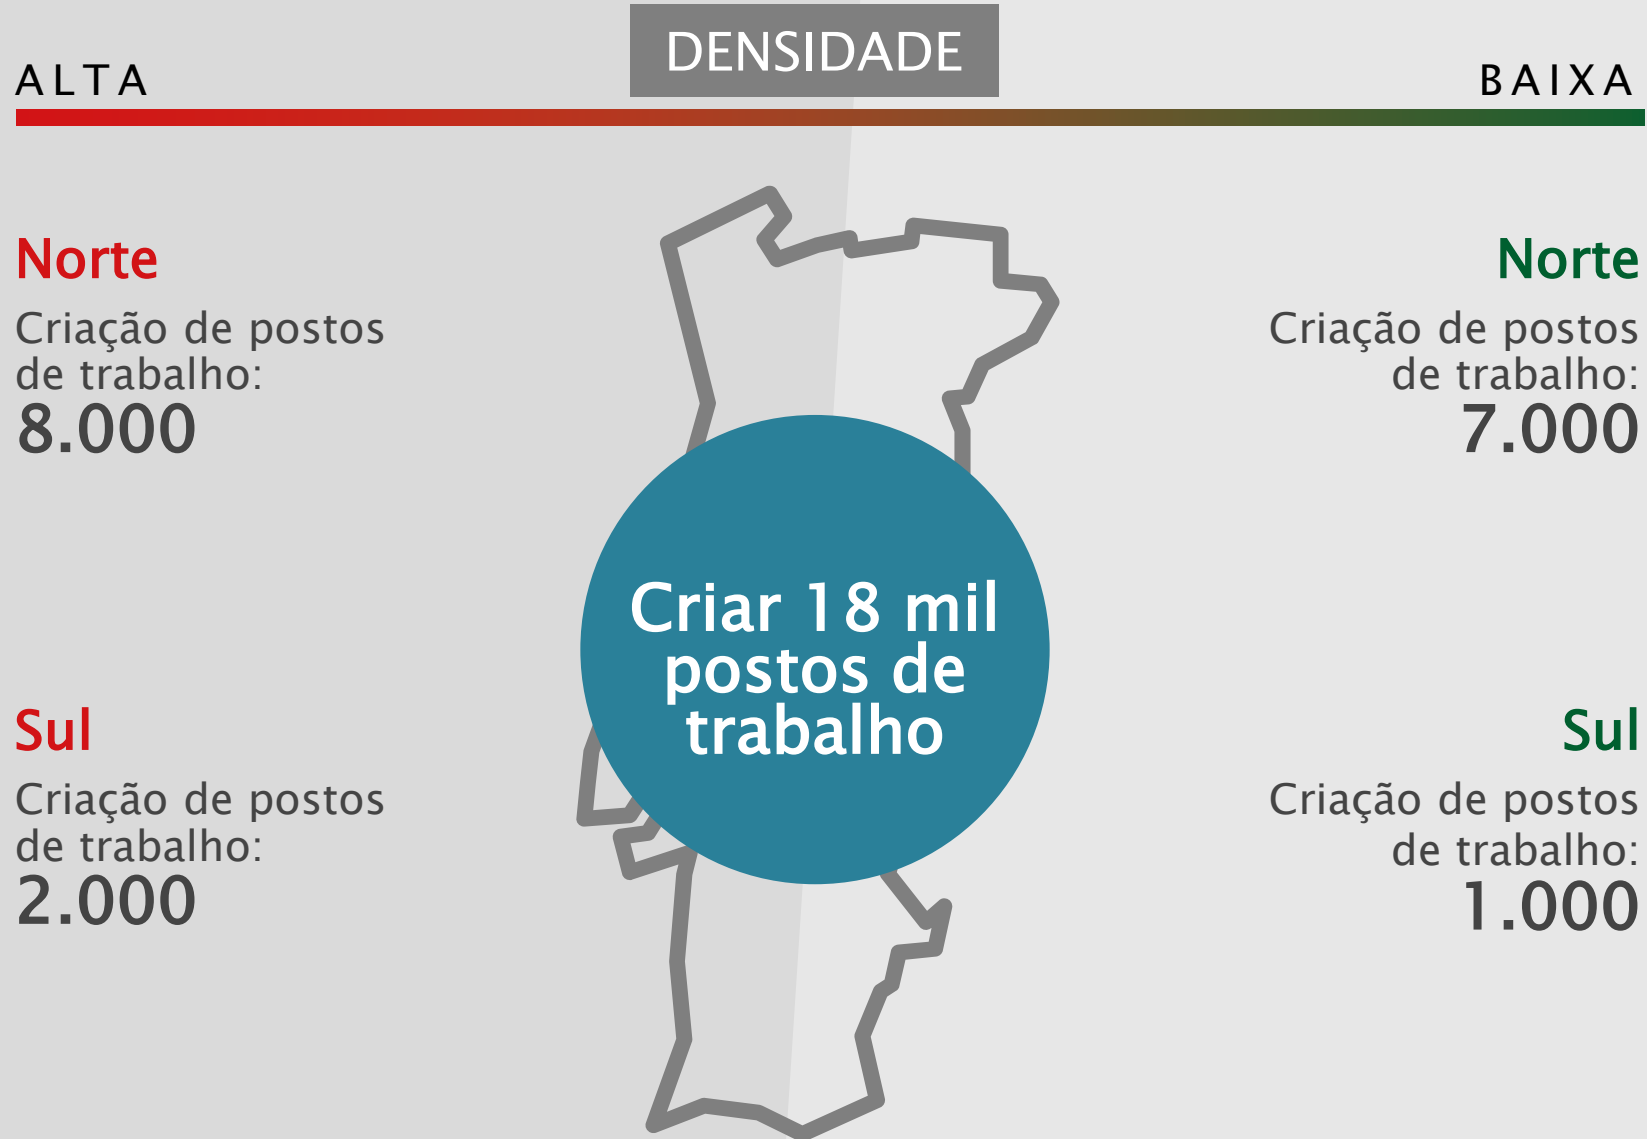 DENSIDADE
ALTA
BAIXA
Norte
Criação de postos
de trabalho:
8.000
Norte
Criação de postos
de trabalho:
7.000
Criar 18 mil
postos de
trabalho
Sul
Criação de postos
de trabalho:
2.000
Sul
Criação de postos
de trabalho:
1.000